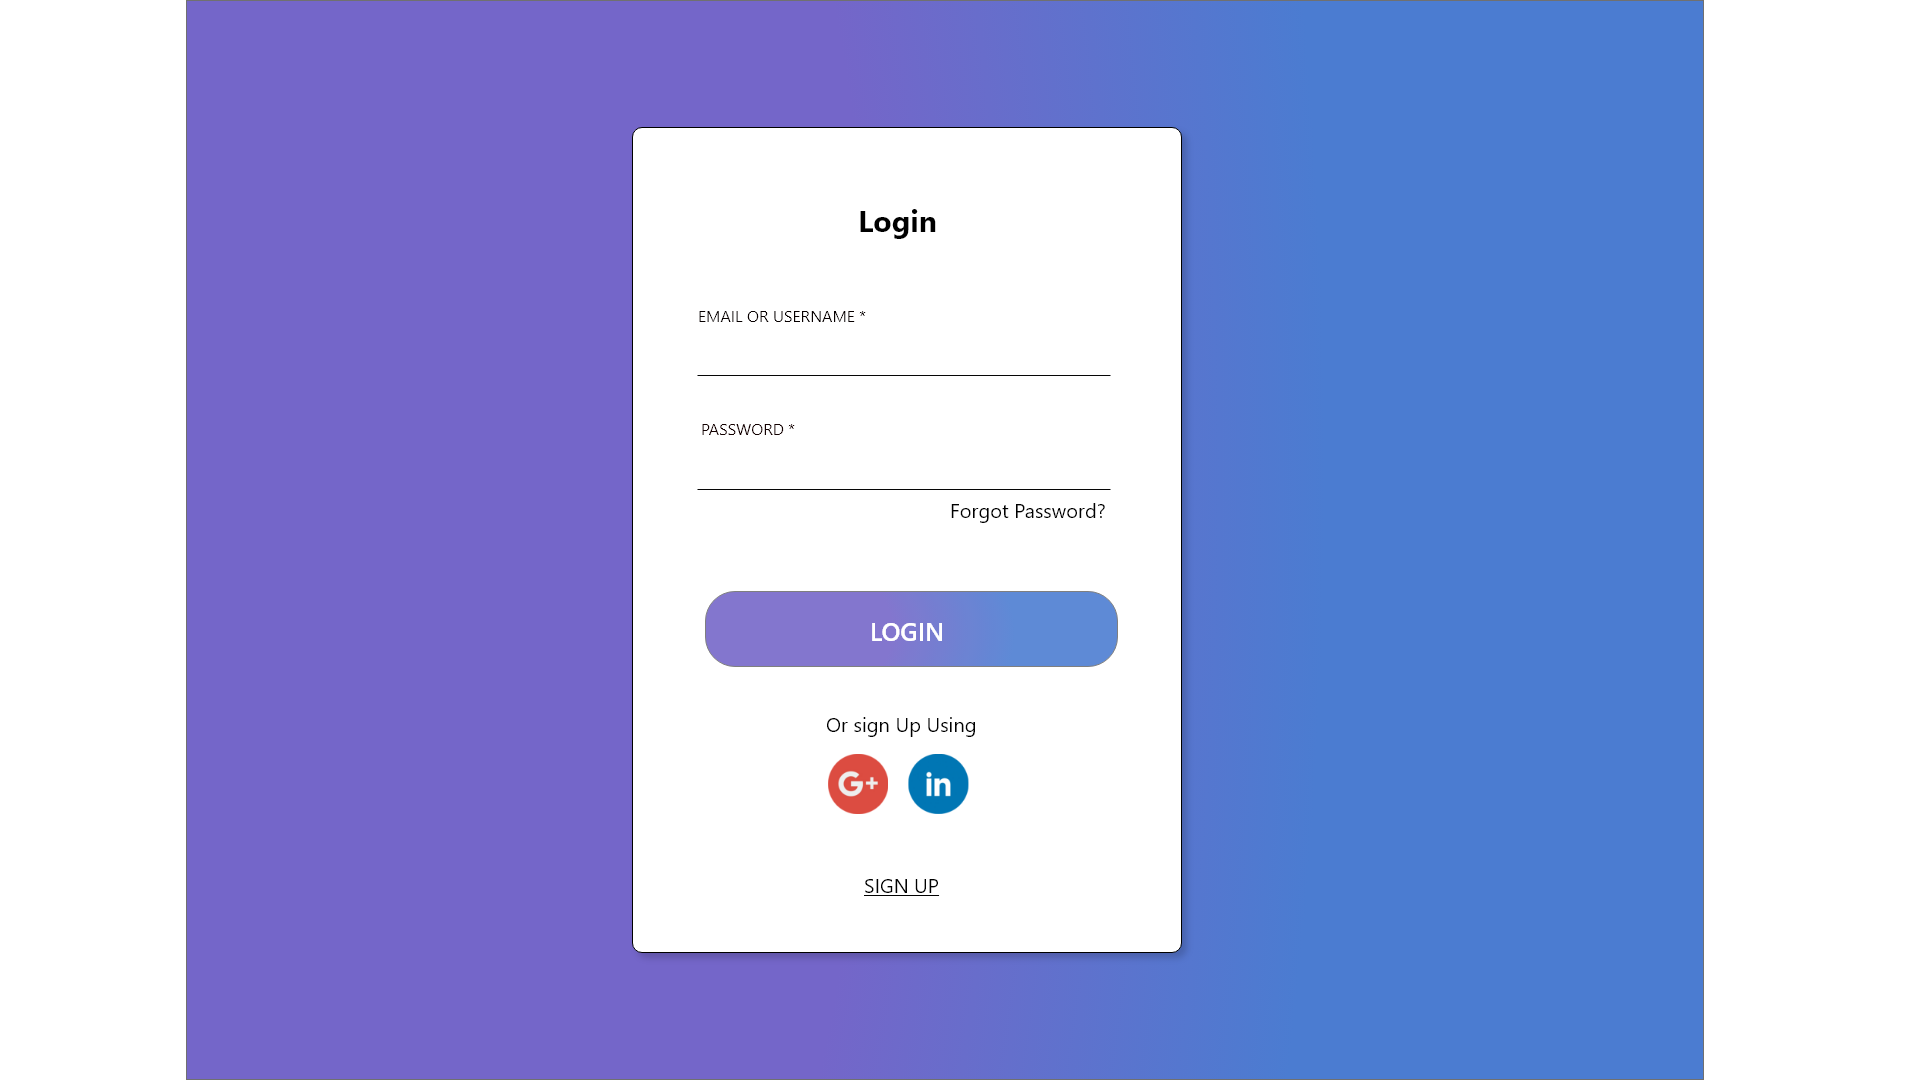 Login
EMAIL OR USERNAME *
PASSWORD *
Forgot Password?
LOGIN
Or sign Up Using
G+ in
SIGN UP